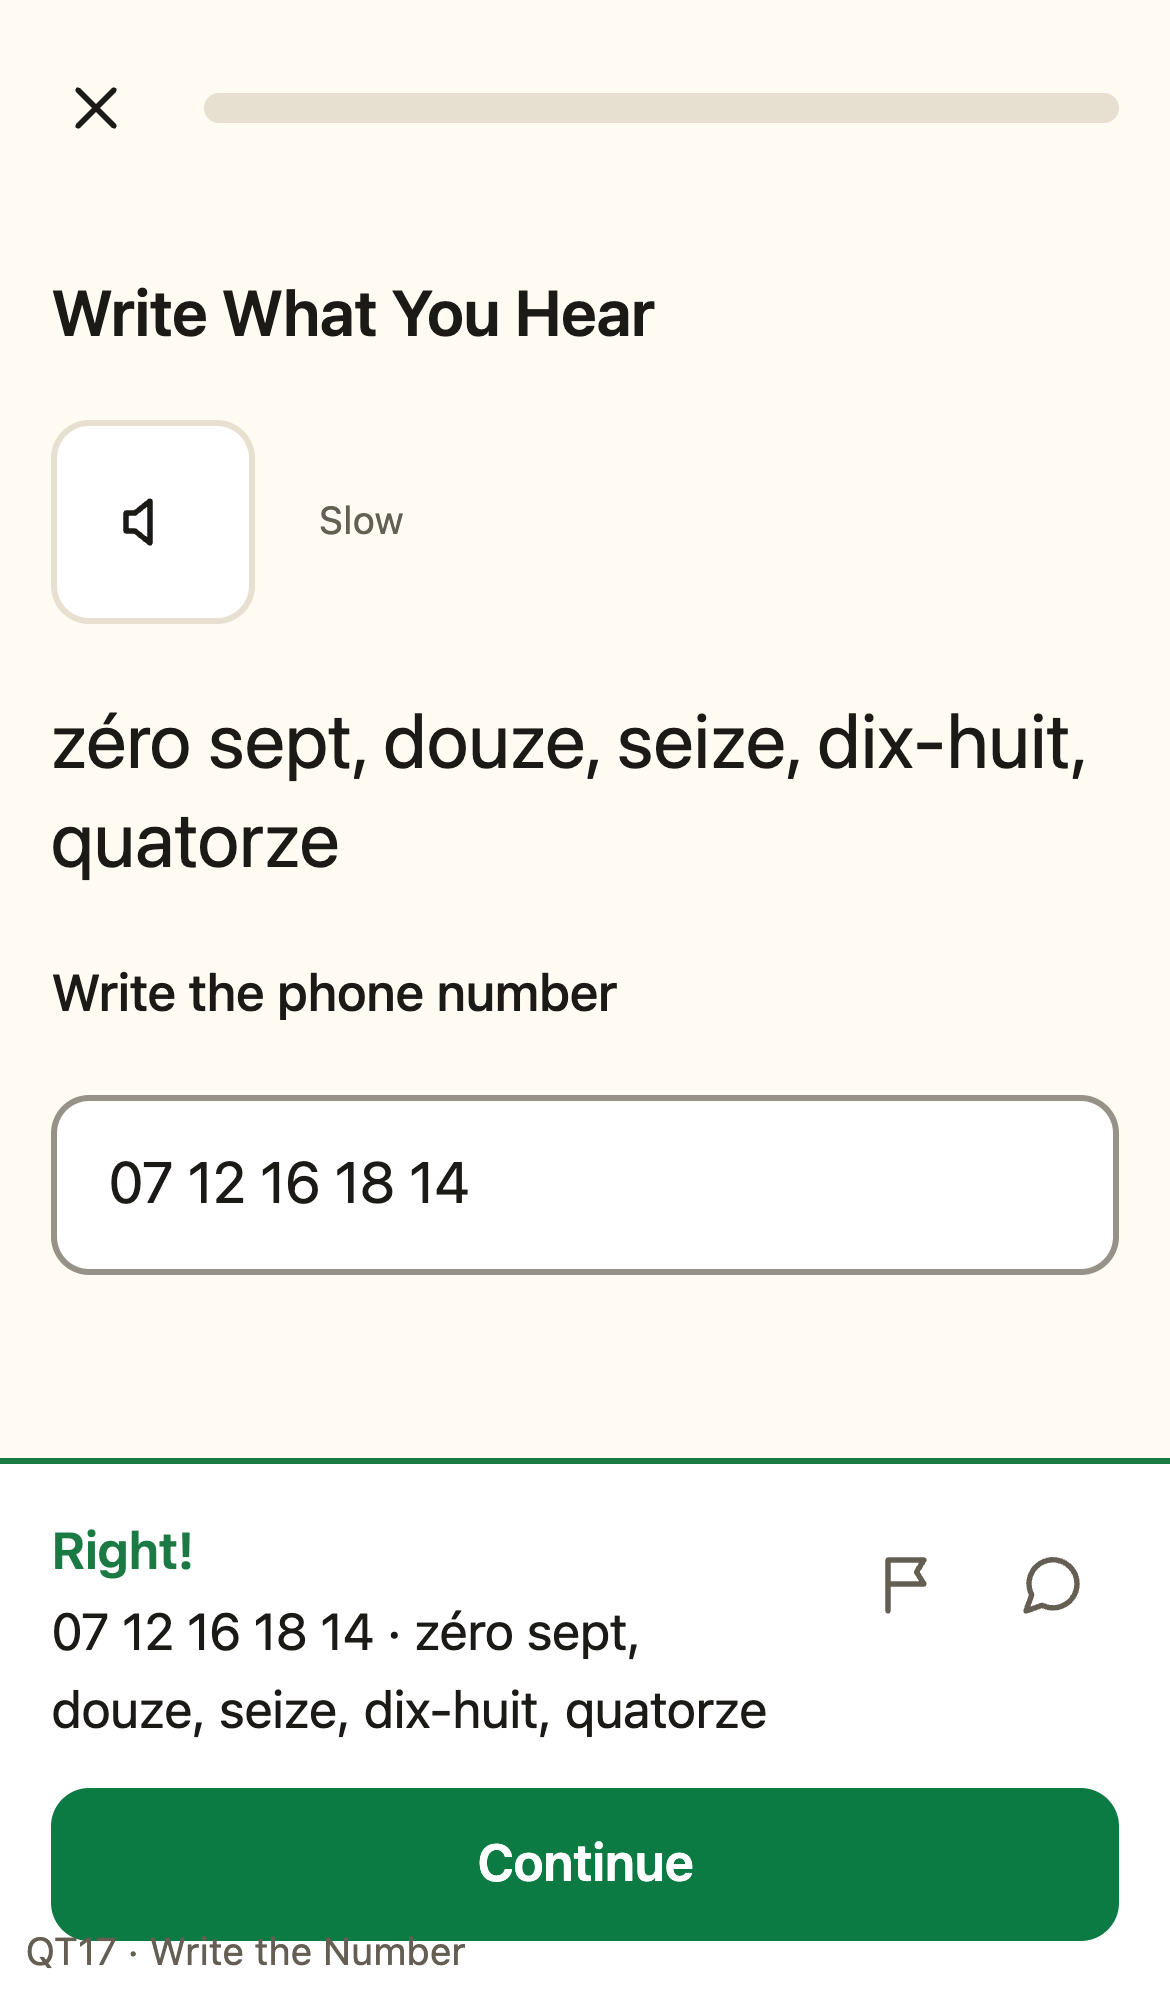 Write What You Hear
Slow
zéro sept, douze, seize, dix-huit,
quatorze
Write the phone number
07 12 16 18 14
Right!
07 12 16 18 14 · zéro sept,
douze, seize, dix-huit, quatorze
Continue
QT17 · Write the Number